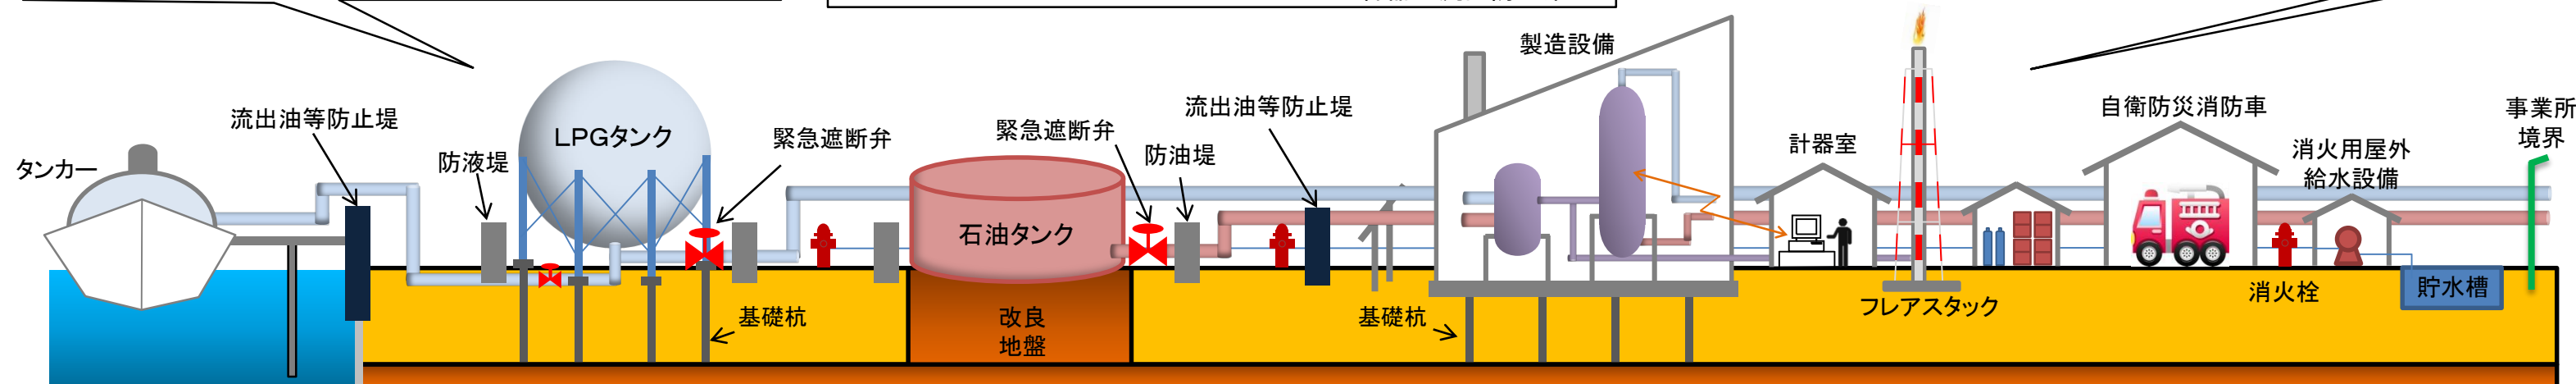 製造設備
流出油等防止堤
自衛防災消防車
事業所
境界
流出油等防止堤
LPGタンク
緊急遮断弁
緊急遮断弁
計器室
消火用屋外
給水設備
タンカー
防液堤
防油堤
石油タンク
基礎杭
改良
地盤
基礎杭
フレアスタック
消火栓
貯水槽